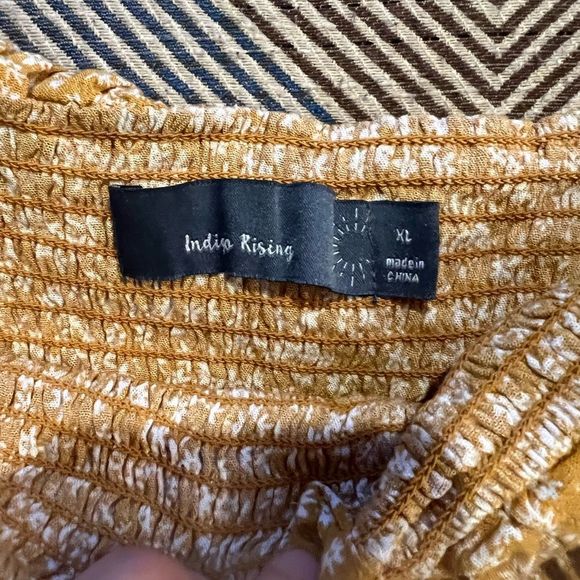 Indigo Rising
XL
made in
CHINA